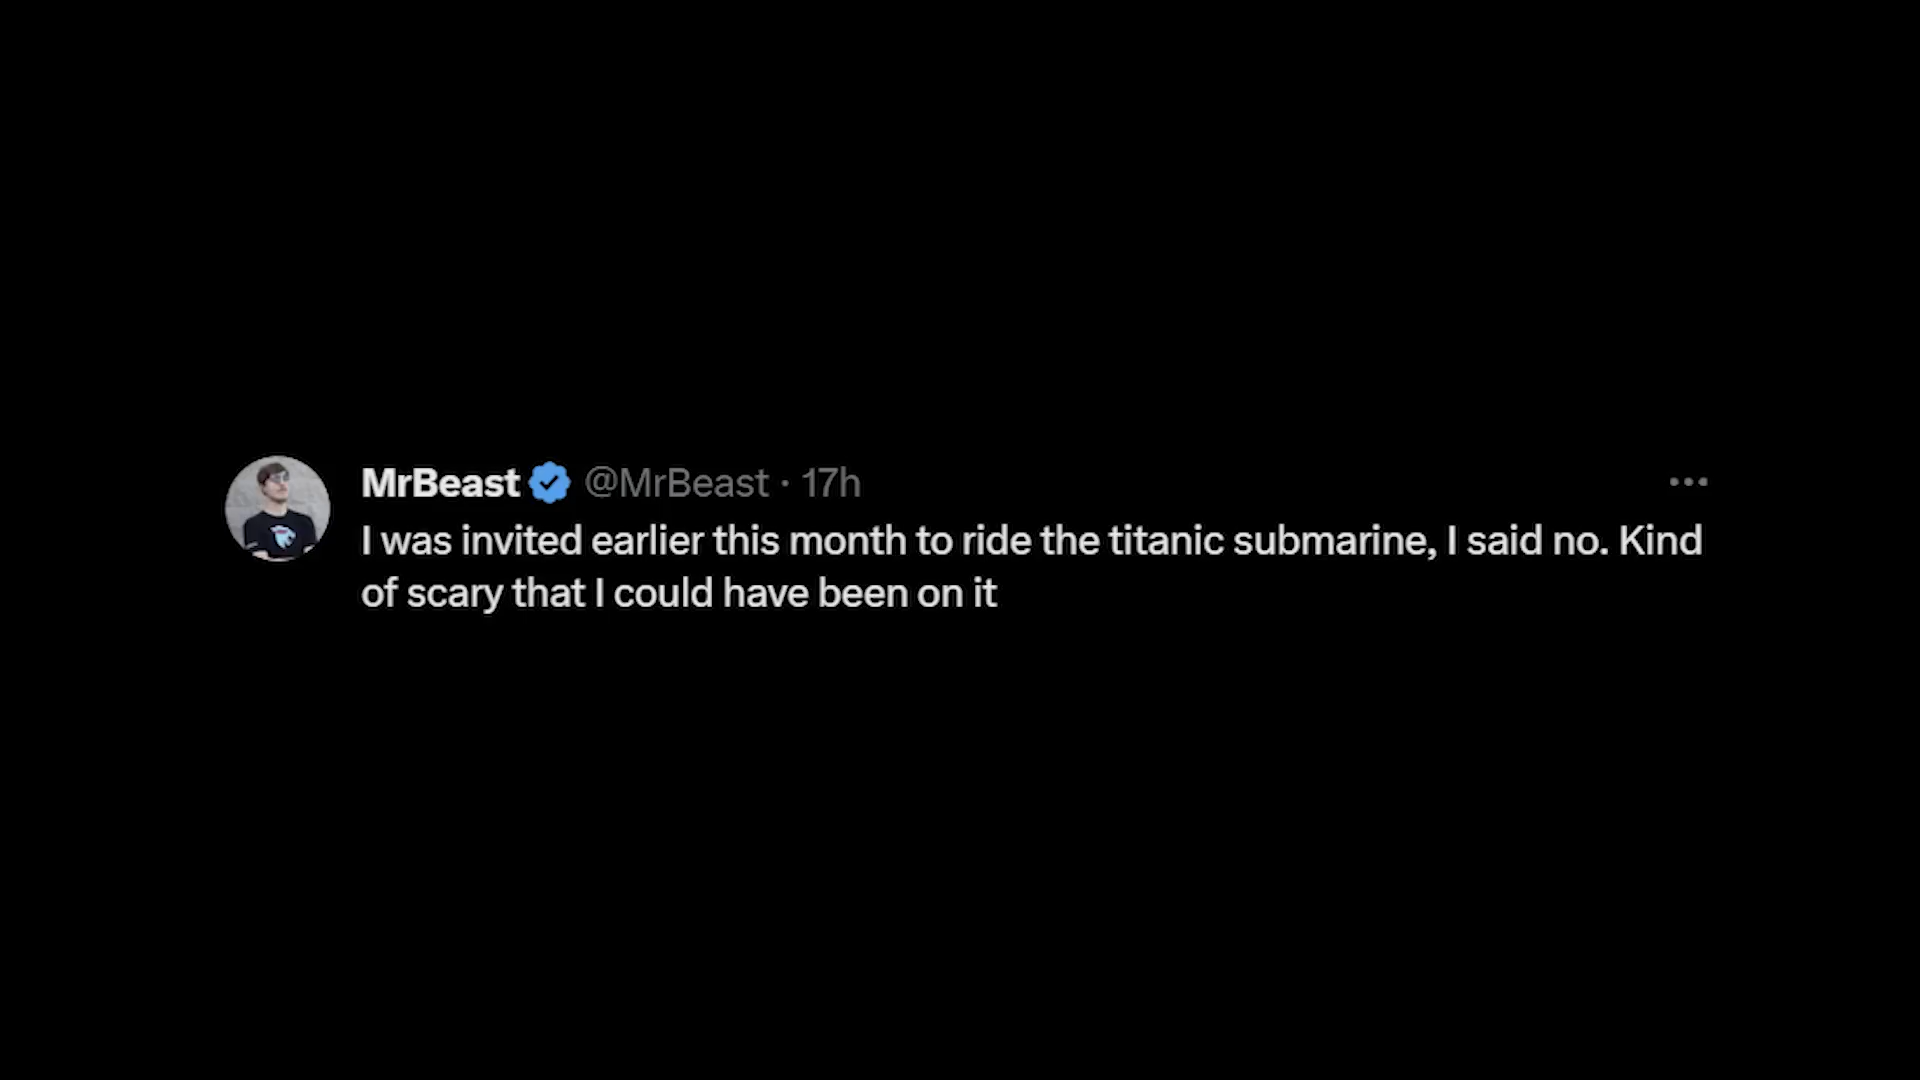 MrBeast @MrBeast · 17h
I was invited earlier this month to ride the titanic submarine, I said no. Kind
of scary that I could have been on it